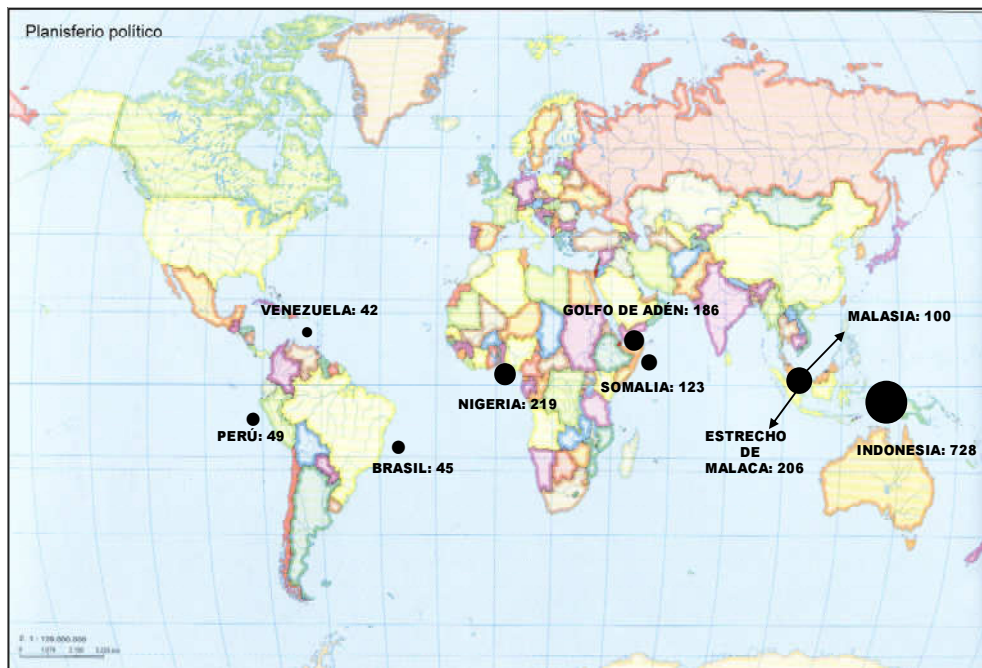 Planisferio político
VENEZUELA: 42
GOLFO DE ADÉN: 186
MALASIA: 100
SOMALIA: 123
NIGERIA: 219
PERÚ: 49
ESTRECHO
DE
MALACA: 206
INDONESIA: 728
BRASIL: 45